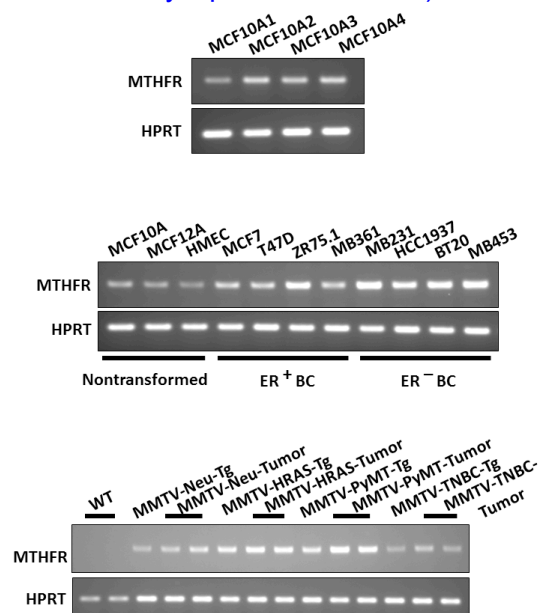 MCF10A1 MCF10A2 MCF10A3 MCF10A4
MTHFR
HPRT
MCF10A MCF12A HMEC MCF7 T47D ZR75.1 MB361 MB231 HCC1937 BT20 MB453
MTHFR
HPRT
Nontransformed ER + BC ER − BC
WT MMTV-Neu-Tg MMTV-Neu-Tumor MMTV-HRAS-Tg MMTV-HRAS-Tumor MMTV-PyMT-Tg MMTV-PyMT-Tumor MMTV-TNBC-Tg MMTV-TNBC-
Tumor
MTHFR
HPRT